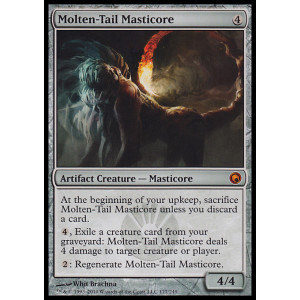 Molten-Tail Masticore 4
Artifact Creature — Masticore
At the beginning of your upkeep, sacrifice
Molten-Tail Masticore unless you discard
a card.
4, Exile a creature card from your
graveyard: Molten-Tail Masticore deals
4 damage to target creature or player.
2: Regenerate Molten-Tail Masticore.
4/4
Whit Brachna